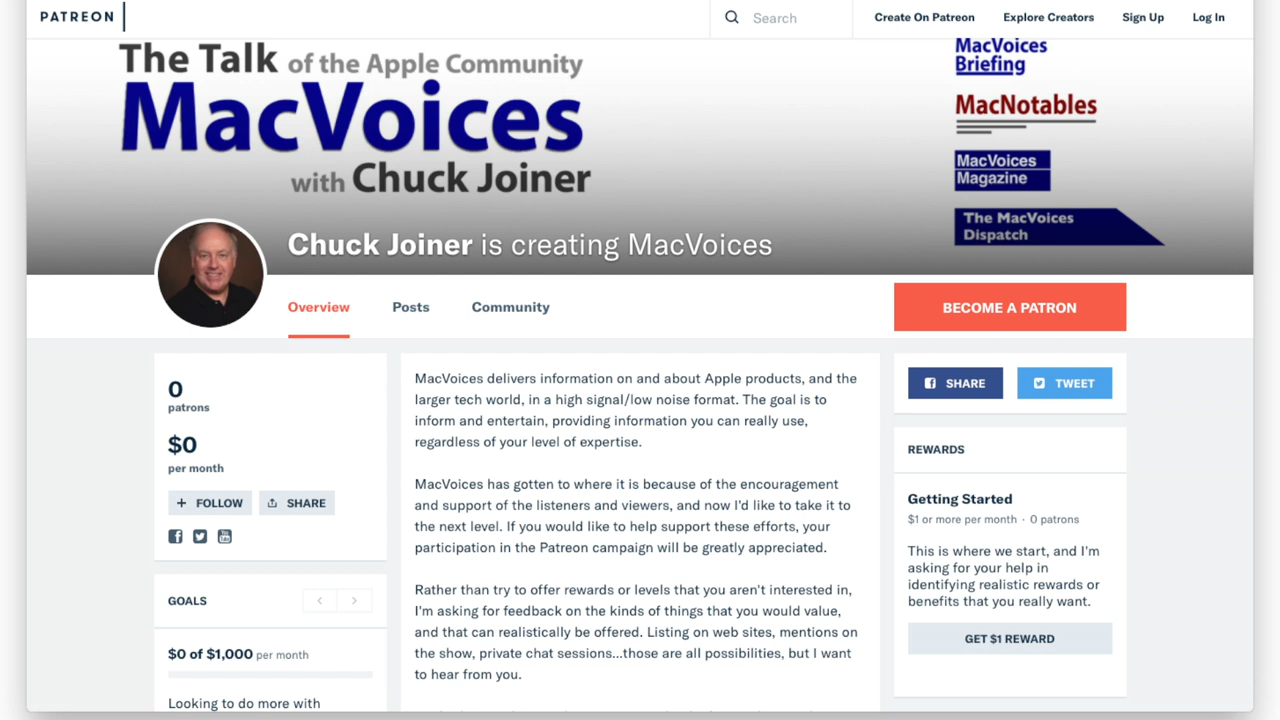 PATREON
Search
Create On Patreon
Explore Creators
Sign Up
Log In
The Talk of the Apple Community
MacVoices
with Chuck Joiner
MacVoices
Briefing
MacNotables
MacVoices
Magazine
The MacVoices
Dispatch
Chuck Joiner is creating MacVoices
Overview
Posts
Community
BECOME A PATRON
0
patrons
$0
per month
+ FOLLOW
SHARE
GOALS
$0 of $1,000 per month
Looking to do more with
MacVoices delivers information on and about Apple products, and the
larger tech world, in a high signal/low noise format. The goal is to
inform and entertain, providing information you can really use,
regardless of your level of expertise.
MacVoices has gotten to where it is because of the encouragement
and support of the listeners and viewers, and now I'd like to take it to
the next level. If you would like to help support these efforts, your
participation in the Patreon campaign will be greatly appreciated.
Rather than try to offer rewards or levels that you aren't interested in,
I'm asking for feedback on the kinds of things that you would value,
and that can realistically be offered. Listing on web sites, mentions on
the show, private chat sessions...those are all possibilities, but I want
to hear from you.
SHARE
TWEET
REWARDS
Getting Started
$1 or more per month · 0 patrons
This is where we start, and I'm
asking for your help in
identifying realistic rewards or
benefits that you really want.
GET $1 REWARD